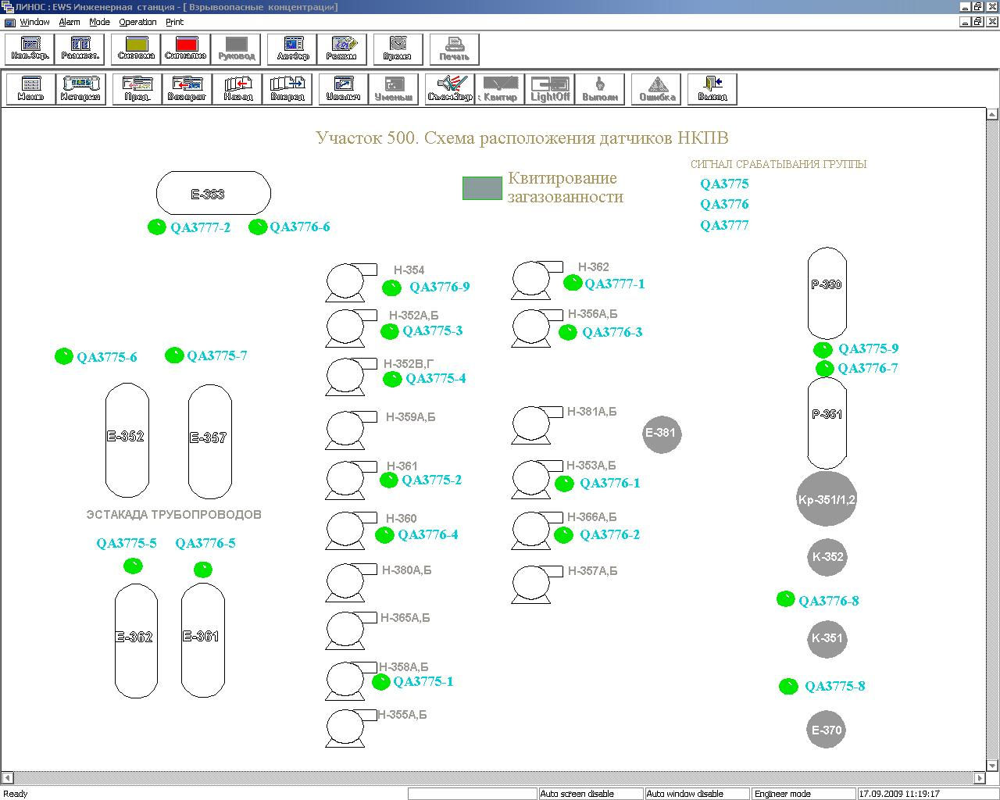 ЛИНОС : EWS Инженерная станция - [ Взрывоопасные концентрации]
Window Alarm Mode Operation Print
Размест. Система Сигнализ Руковод Режим Время Печать
Меню История Пред. Возврат Назад Вперед Увелич Уменьш Квитир LightOff Выполн Ошибка Выход
Участок 500. Схема расположения датчиков НКПВ
СИГНАЛ СРАБАТЫВАНИЯ ГРУППЫ
QA3775
QA3776
QA3777
Квитирование
загазованности
Е-363
QA3777-2 QA3776-6
Н-354
QA3776-9
Н-362
QA3777-1
Н-352А,Б
QA3775-3
Н-356А,Б
QA3776-3
Р-350
QA3775-9
QA3776-7
Р-351
QA3775-6 QA3775-7
Н-352В,Г
QA3775-4
Е-352 Е-357
Н-359А,Б
Н-381А,Б
Е-381
Н-361
QA3775-2
Н-353А,Б
QA3776-1
Кр-351/1,2
ЭСТАКАДА ТРУБОПРОВОДОВ
Н-360
QA3776-4
Н-366А,Б
QA3776-2
QA3775-5 QA3776-5
К-352
Н-380А,Б
Н-357А,Б
QA3776-8
Н-365А,Б
Е-362 Е-361
К-351
Н-358А,Б
QA3775-1
QA3775-8
Н-355А,Б
Е-370
Ready
Auto screen disable
Auto window disable
Engineer mode
17.09.2009 11:19:17